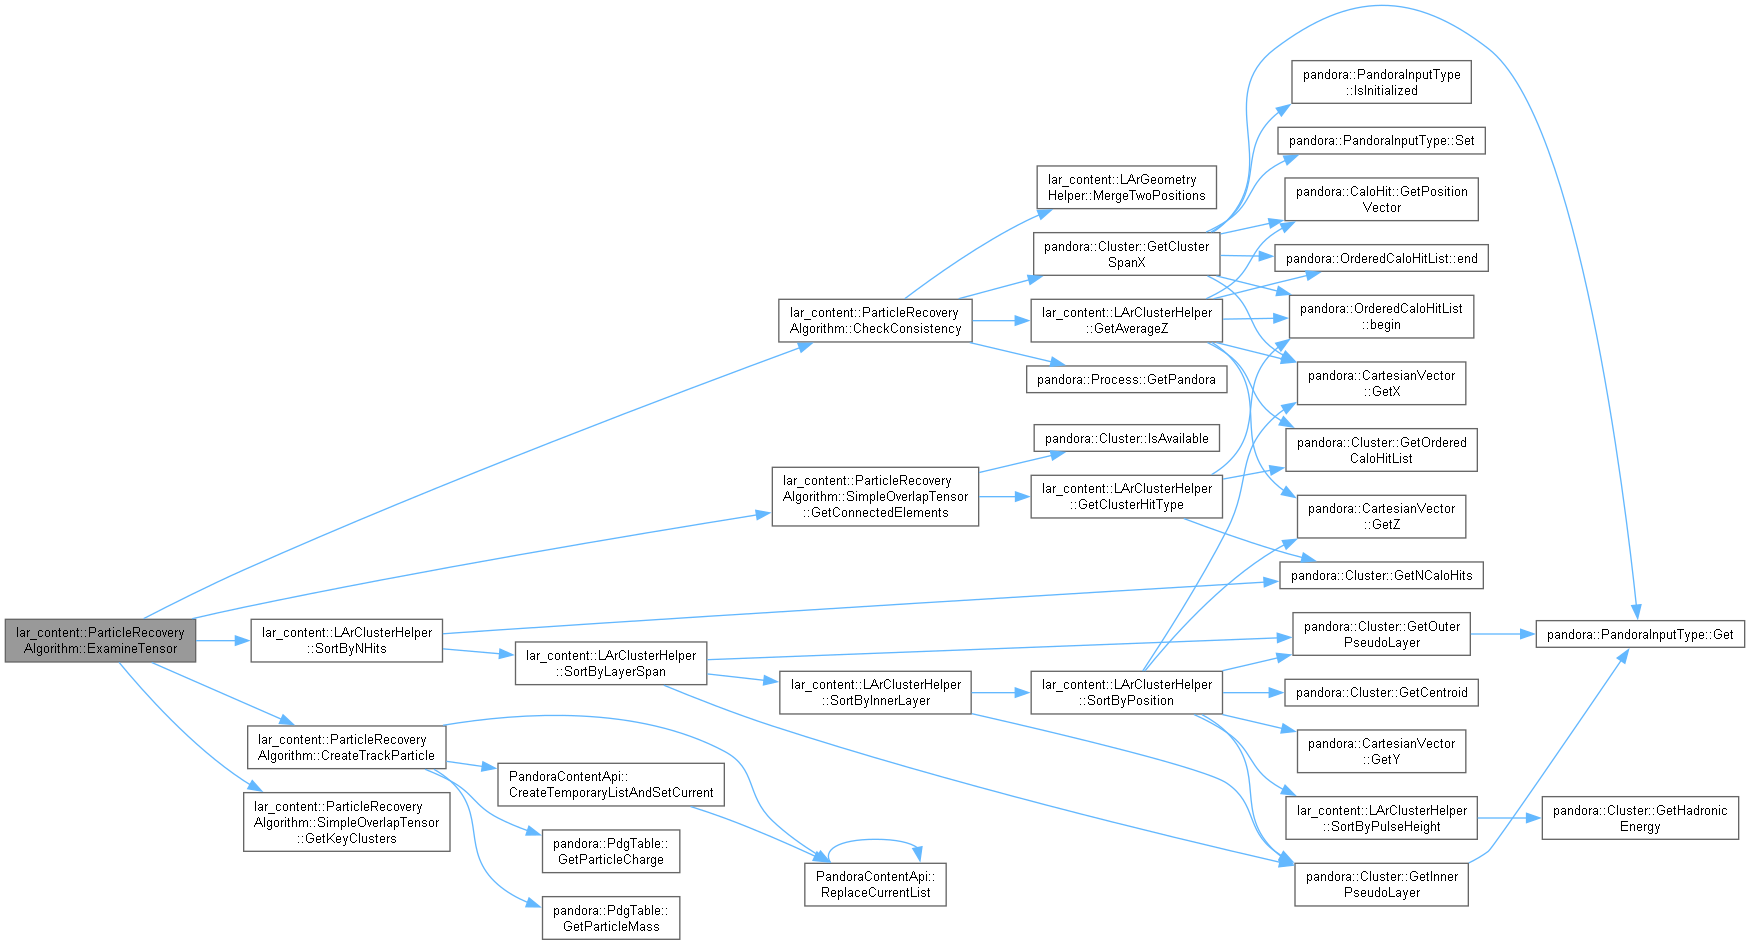 lar_content::ParticleRecovery
Algorithm::ExamineTensor
lar_content::ParticleRecovery
Algorithm::CheckConsistency
lar_content::LArGeometry
Helper::MergeTwoPositions
pandora::Cluster::GetCluster
SpanX
pandora::PandoraInputType
::IsInitialized
pandora::PandoraInputType::Set
pandora::CaloHit::GetPosition
Vector
pandora::OrderedCaloHitList::end
pandora::OrderedCaloHitList
::begin
lar_content::LArClusterHelper
::GetAverageZ
pandora::Process::GetPandora
pandora::CartesianVector
::GetX
pandora::Cluster::GetOrdered
CaloHitList
pandora::CartesianVector
::GetZ
lar_content::ParticleRecovery
Algorithm::SimpleOverlapTensor
::GetConnectedElements
pandora::Cluster::IsAvailable
lar_content::LArClusterHelper
::GetClusterHitType
pandora::Cluster::GetNCaloHits
lar_content::LArClusterHelper
::SortByNHits
lar_content::LArClusterHelper
::SortByLayerSpan
lar_content::LArClusterHelper
::SortByInnerLayer
lar_content::LArClusterHelper
::SortByPosition
pandora::Cluster::GetOuter
PseudoLayer
pandora::PandoraInputType::Get
pandora::Cluster::GetCentroid
pandora::CartesianVector
::GetY
lar_content::LArClusterHelper
::SortByPulseHeight
pandora::Cluster::GetHadronic
Energy
pandora::Cluster::GetInner
PseudoLayer
lar_content::ParticleRecovery
Algorithm::CreateTrackParticle
PandoraContentApi::
CreateTemporaryListAndSetCurrent
pandora::PdgTable::
GetParticleCharge
pandora::PdgTable::
GetParticleMass
PandoraContentApi::
ReplaceCurrentList
lar_content::ParticleRecovery
Algorithm::SimpleOverlapTensor
::GetKeyClusters